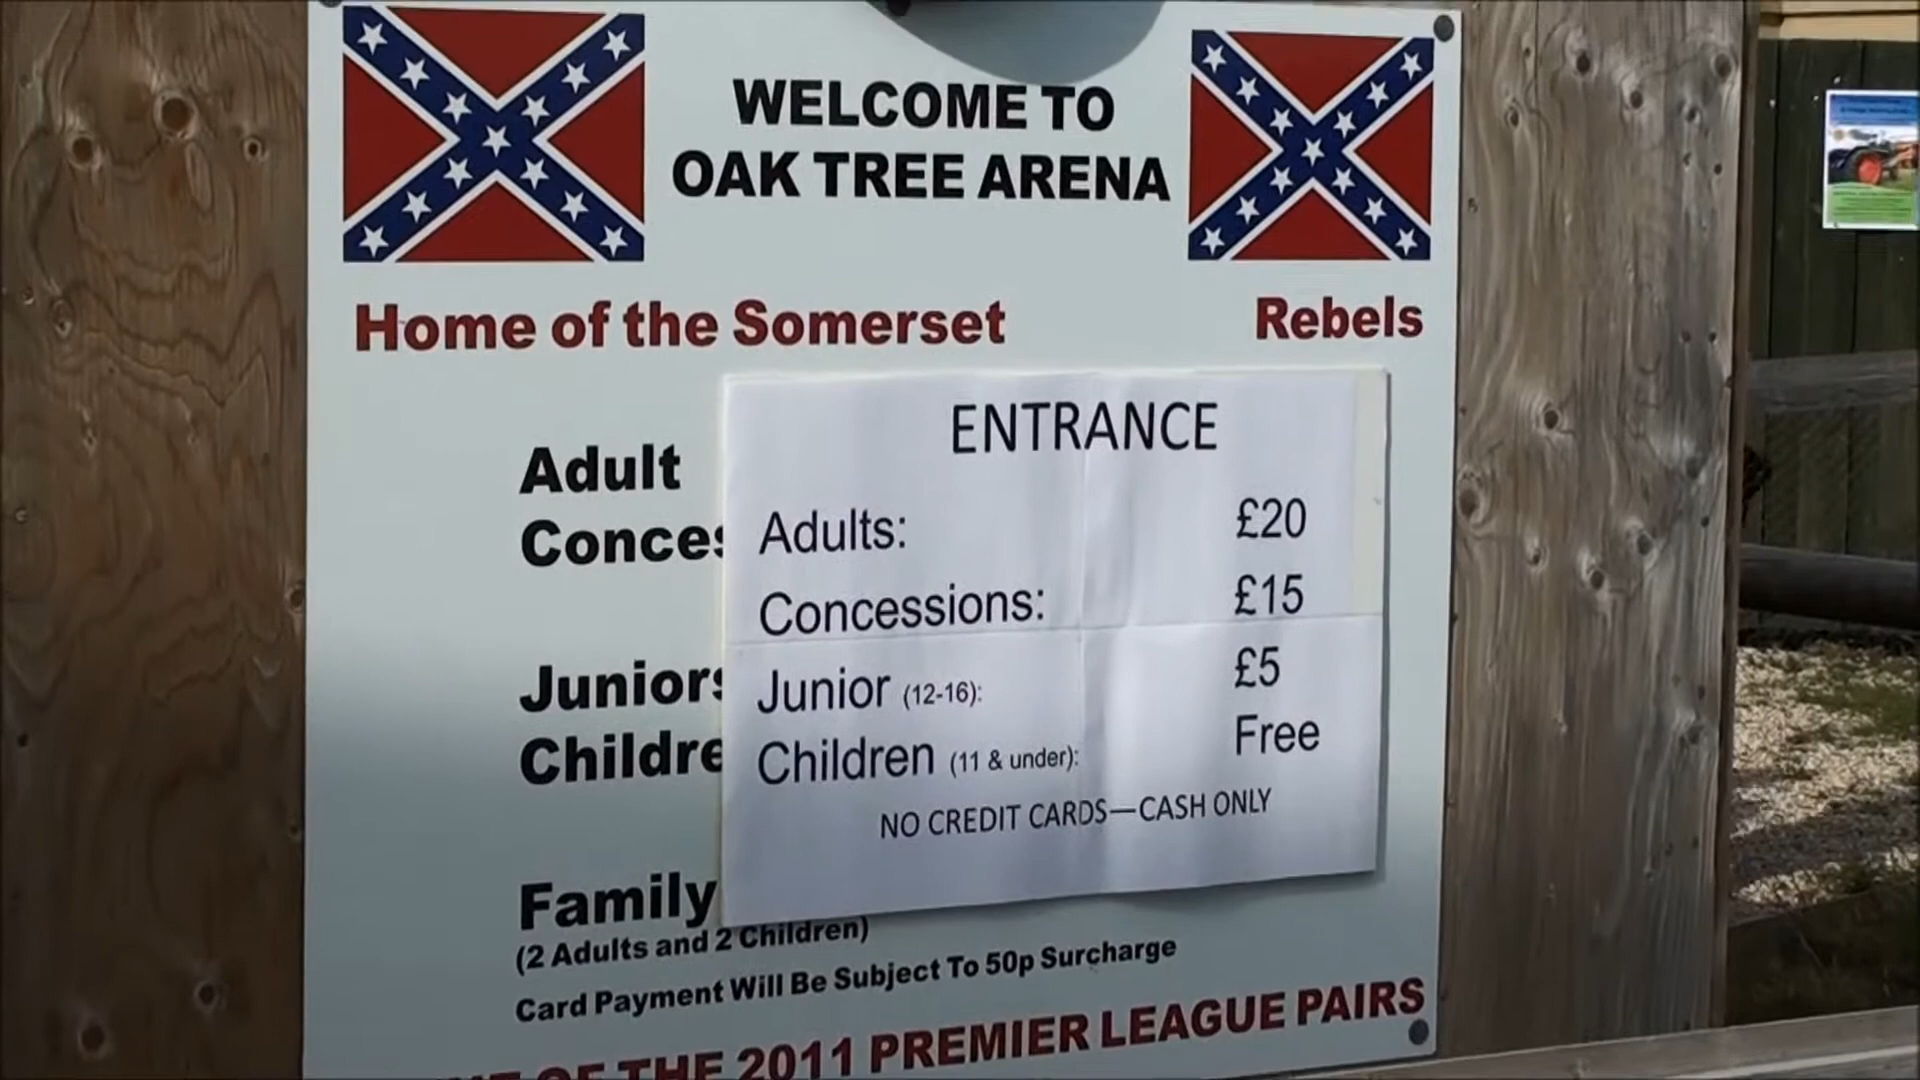 WELCOME TO
OAK TREE ARENA
Home of the Somerset Rebels
Adult
ENTRANCE
Adults: £20
Concessions: £15
Junior (12-16): £5
Children (11 & under): Free
NO CREDIT CARDS—CASH ONLY
Juniors
Family
(2 Adults and 2 Children)
Card Payment Will Be Subject To 50p Surcharge
OF THE 2011 PREMIER LEAGUE PAIRS